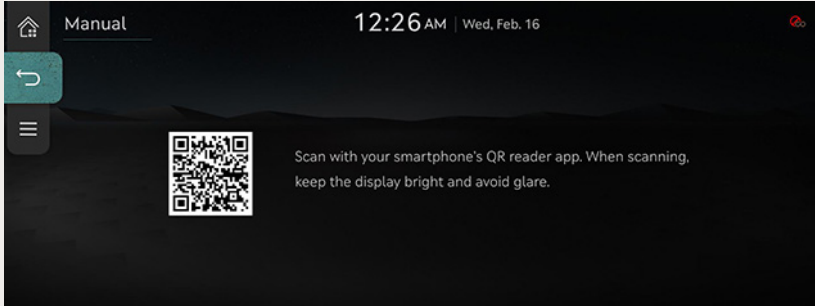 Manual
12:26 AM | Wed, Feb. 16
Scan with your smartphone's QR reader app. When scanning,
keep the display bright and avoid glare.